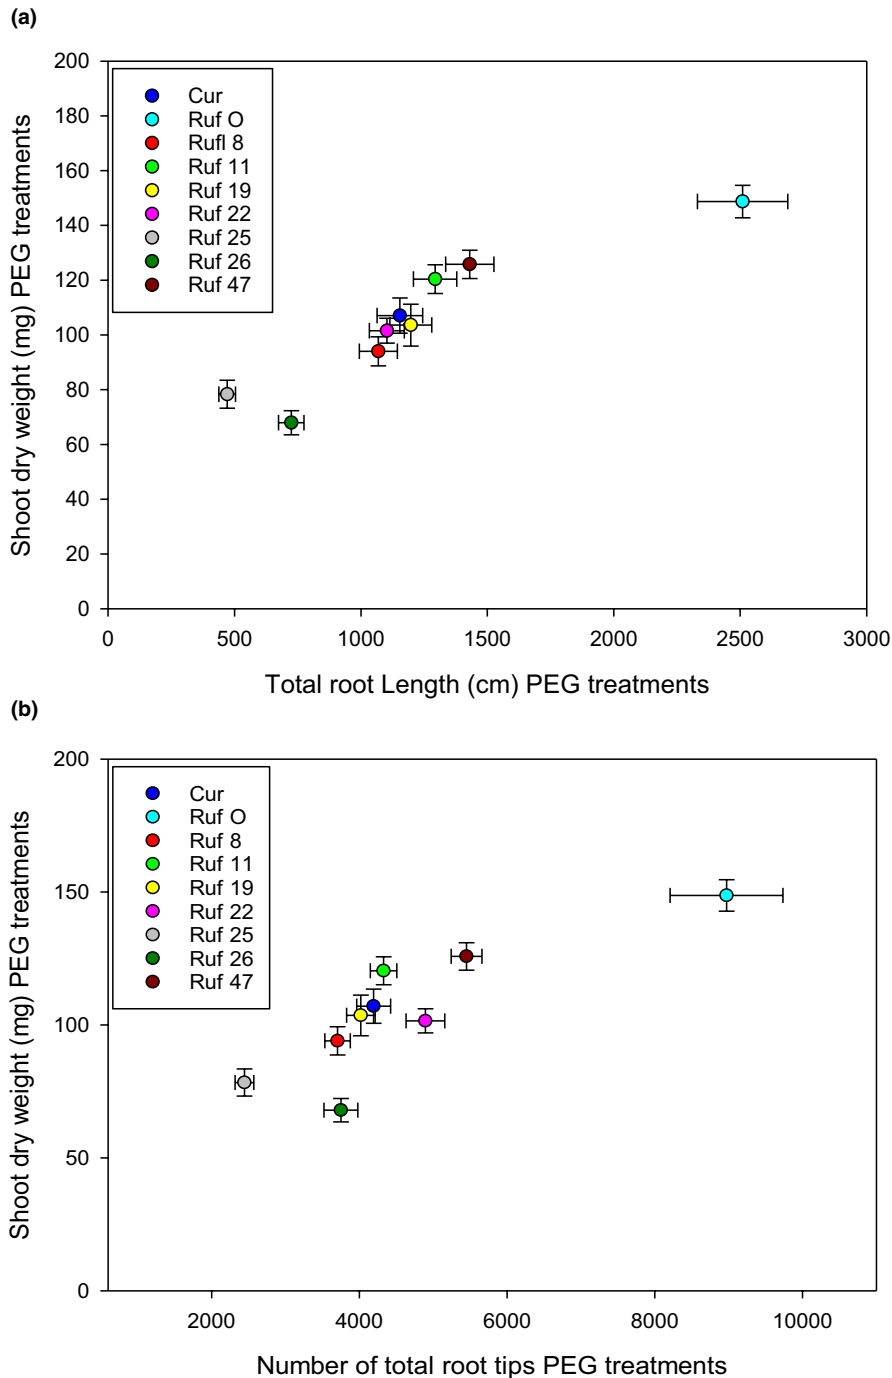 (a)
200
180
160
140
120
100
80
60
40
20
0
Shoot dry weight (mg) PEG treatments
Cur
Ruf O
Rufl 8
Ruf 11
Ruf 19
Ruf 22
Ruf 25
Ruf 26
Ruf 47
0 500 1000 1500 2000 2500 3000
Total root Length (cm) PEG treatments
(b)
200
150
100
50
0
Shoot dry weight (mg) PEG treatments
Cur
Ruf O
Ruf 8
Ruf 11
Ruf 19
Ruf 22
Ruf 25
Ruf 26
Ruf 47
2000 4000 6000 8000 10000
Number of total root tips PEG treatments